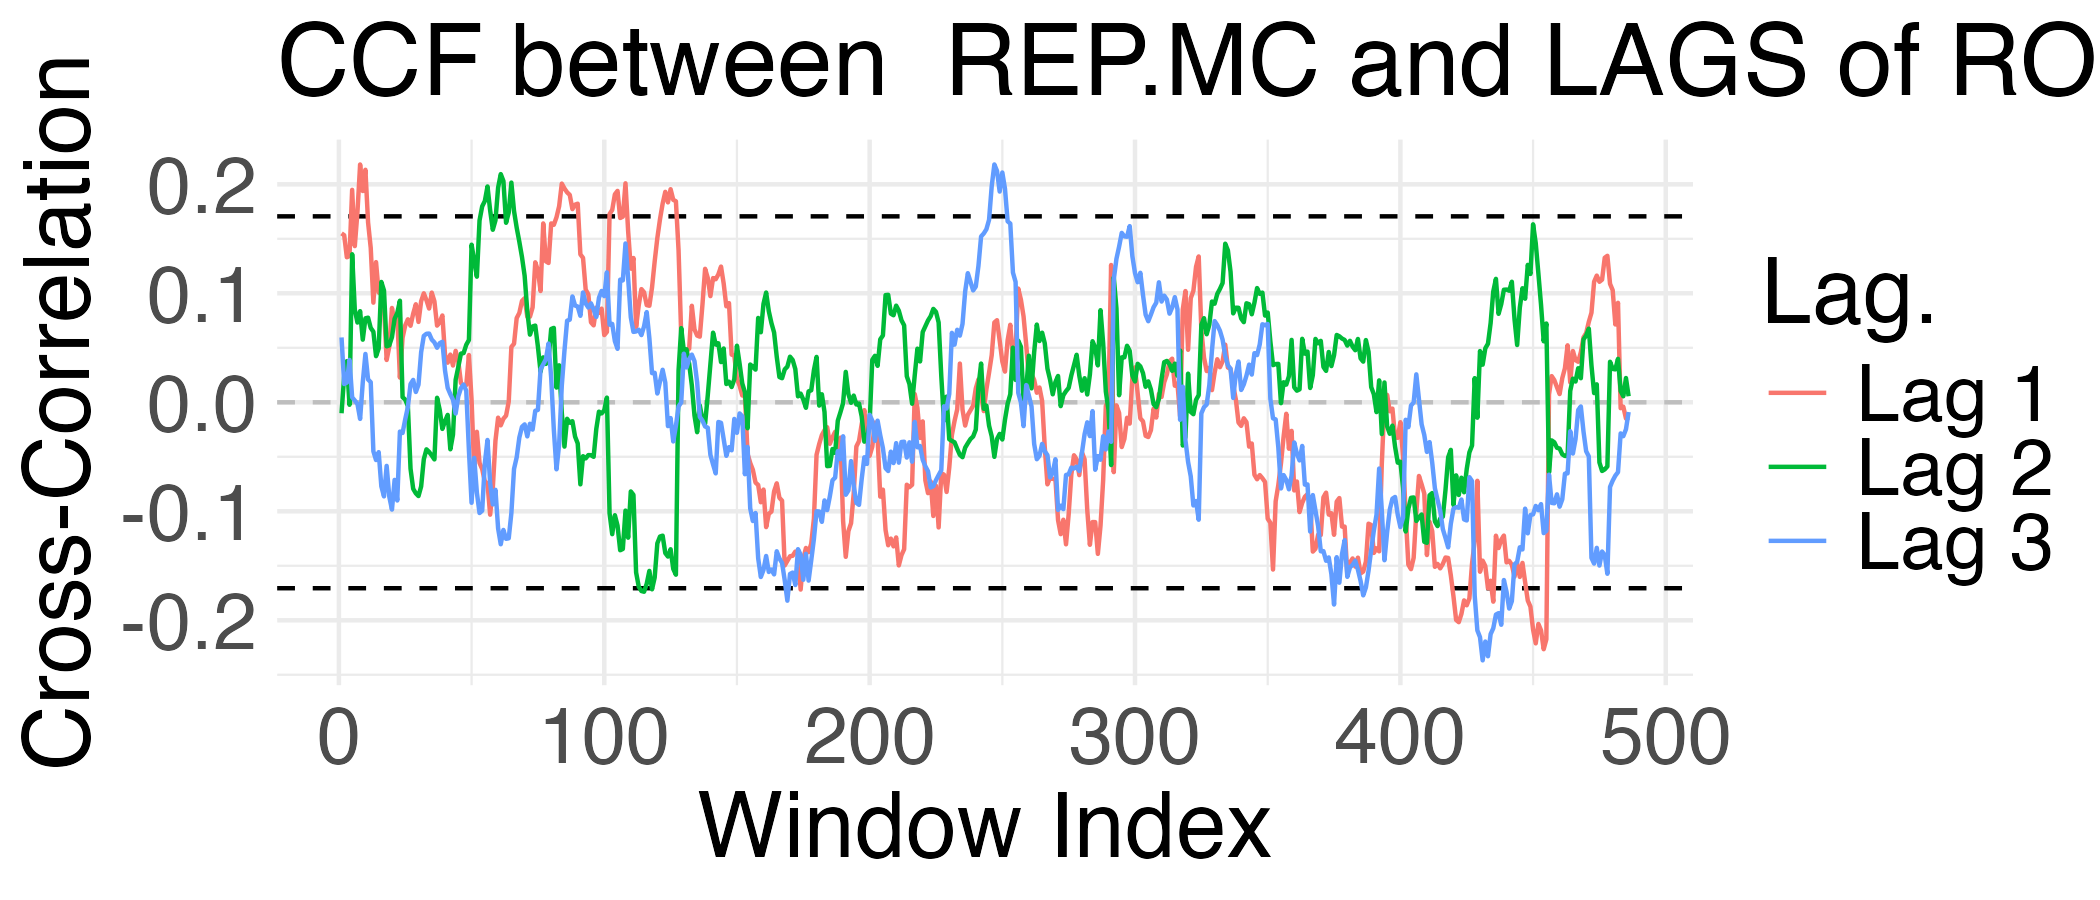 CCF between  REP.MC and LAGS of RO
Cross-Correlation
0.2
0.1
0.0
-0.1
-0.2
0 100 200 300 400 500
Window Index
Lag.
Lag 1
Lag 2
Lag 3